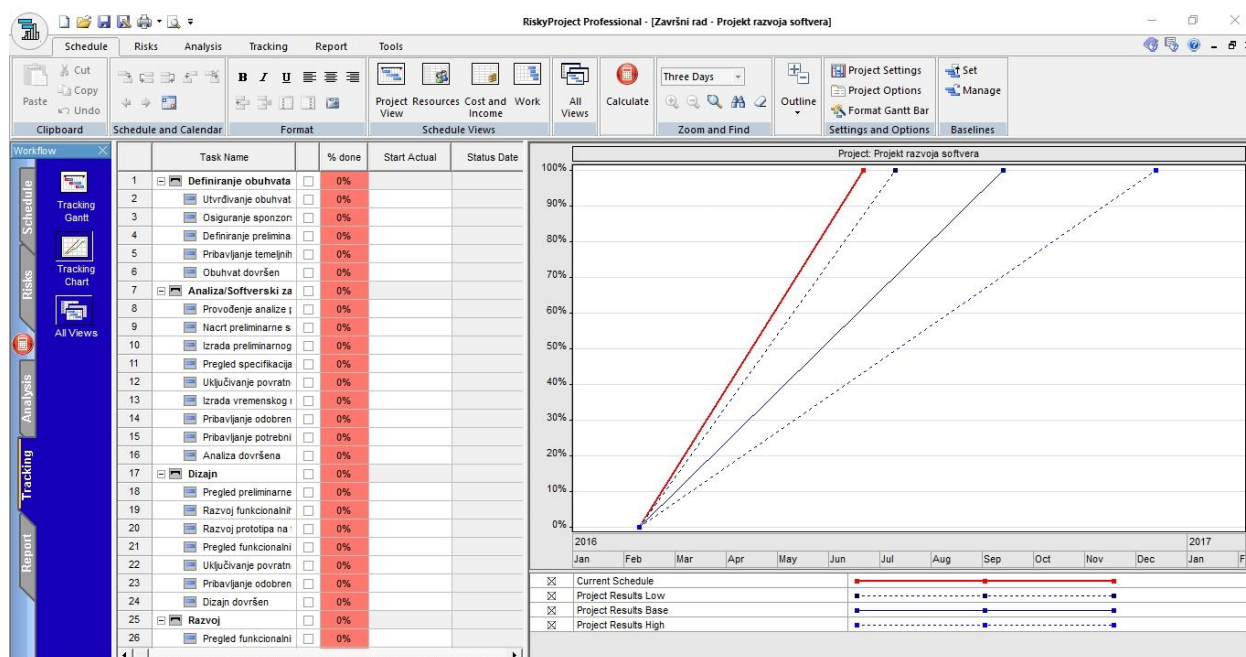 RiskyProject Professional - [Završni rad - Projekt razvoja softvera]
Schedule Risks Analysis Tracking Report Tools
Paste
Cut
Copy
Undo
Clipboard
Schedule and Calendar
B I U
Format
Project View
Resources
Cost and Income
Work
Schedule Views
All Views
Calculate
Three Days
Zoom and Find
Outline
Project Settings
Project Options
Format Gantt Bar
Settings and Options
Set
Manage
Baselines
Workflow
Schedule
Risks
Analysis
Tracking
Report
Tracking Gantt
Tracking Chart
All Views
Task Name % done Start Actual Status Date
1 Definiranje obuhvata 0%
2 Utvrđivanje obuhvat 0%
3 Osiguranje sponzors 0%
4 Definiranje prelimina 0%
5 Pribavljanje temeljnih 0%
6 Obuhvat dovršen 0%
7 Analiza/Softverski za 0%
8 Provođenje analize p 0%
9 Nacrt preliminarne s 0%
10 Izrada preliminarnog 0%
11 Pregled specifikacija 0%
12 Uključivanje povratn 0%
13 Izrada vremenskog 0%
14 Pribavljanje odobren 0%
15 Pribavljanje potrebni 0%
16 Analiza dovršena 0%
17 Dizajn 0%
18 Pregled preliminarne 0%
19 Razvoj funkcionalnih 0%
20 Razvoj prototipa na 0%
21 Pregled funkcionalni 0%
22 Uključivanje povratn 0%
23 Pribavljanje odobren 0%
24 Dizajn dovršen 0%
25 Razvoj 0%
26 Pregled funkcionalni 0%
Project: Projekt razvoja softvera
100%
90%
80%
70%
60%
50%
40%
30%
20%
10%
0%
2016 2017
Jan Feb Mar Apr May Jun Jul Aug Sep Oct Nov Dec Jan F
Current Schedule
Project Results Low
Project Results Base
Project Results High